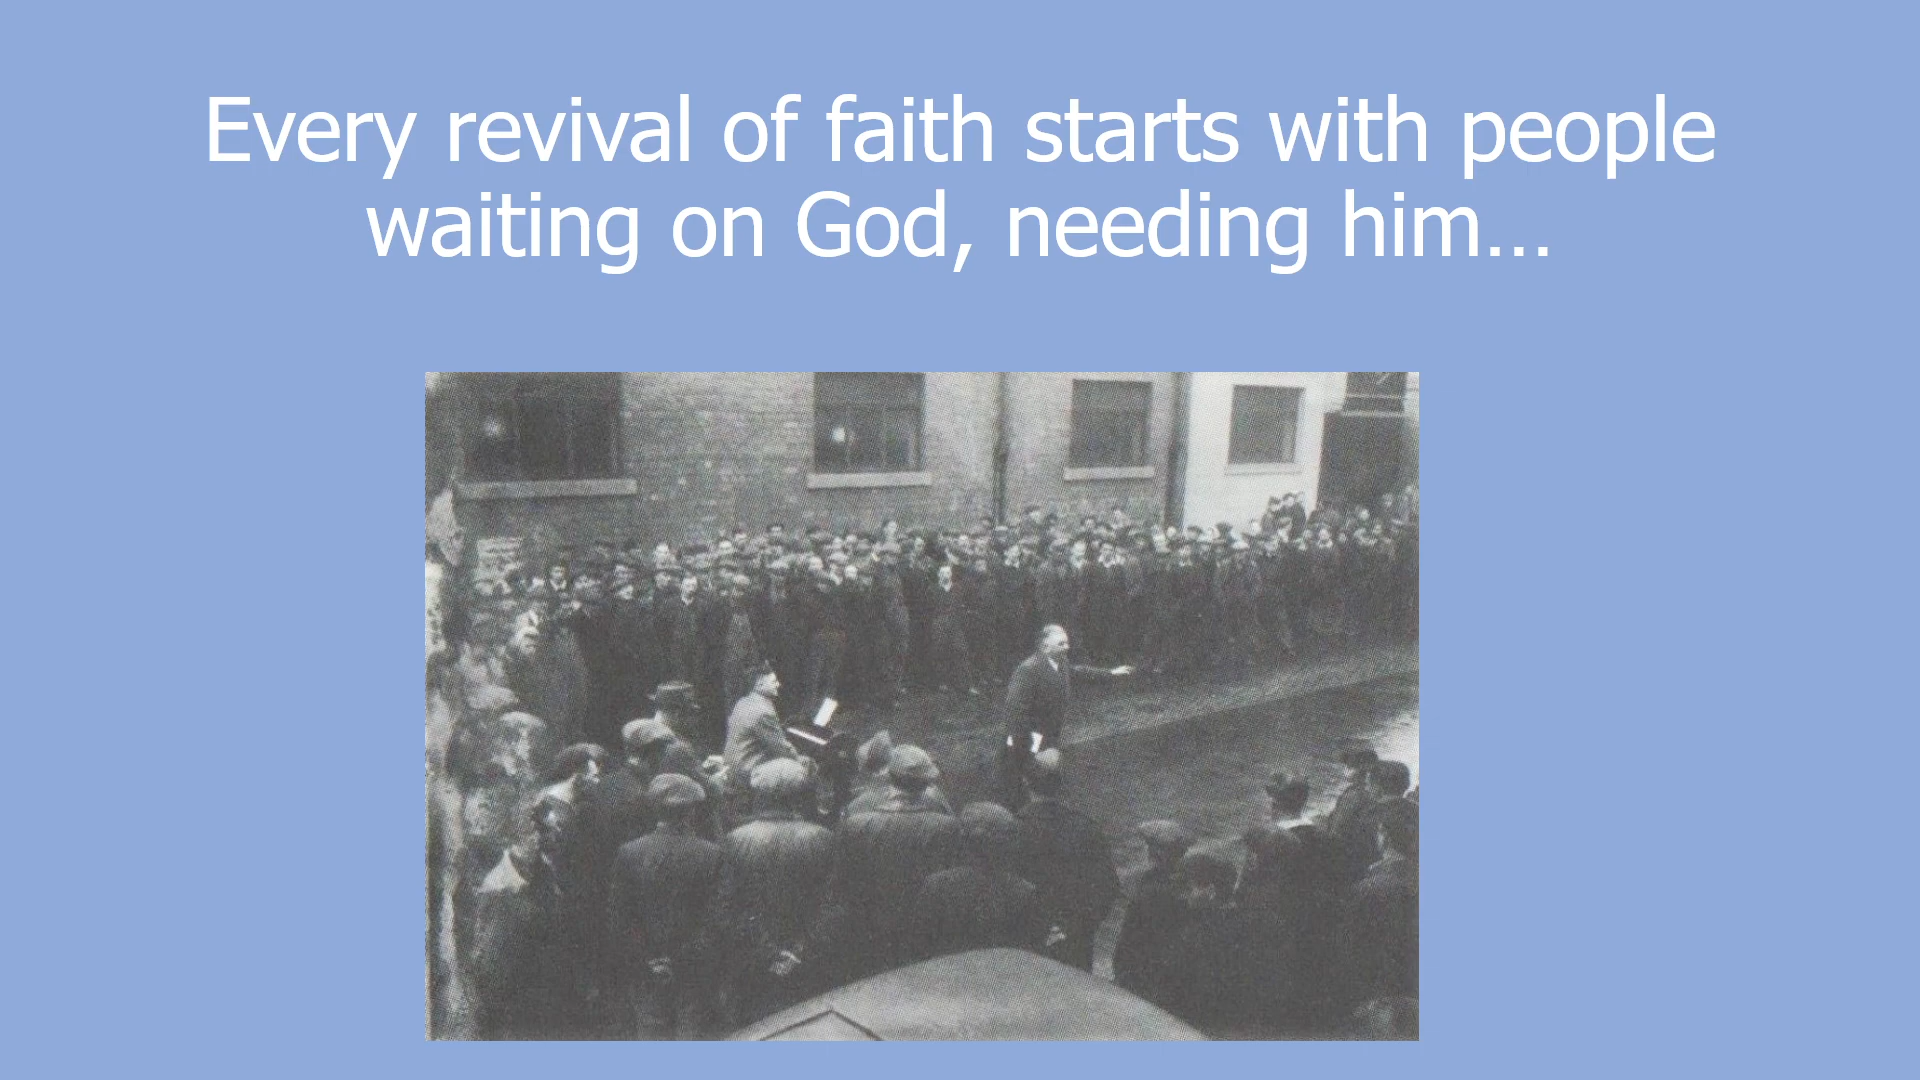 Every revival of faith starts with people
waiting on God, needing him...